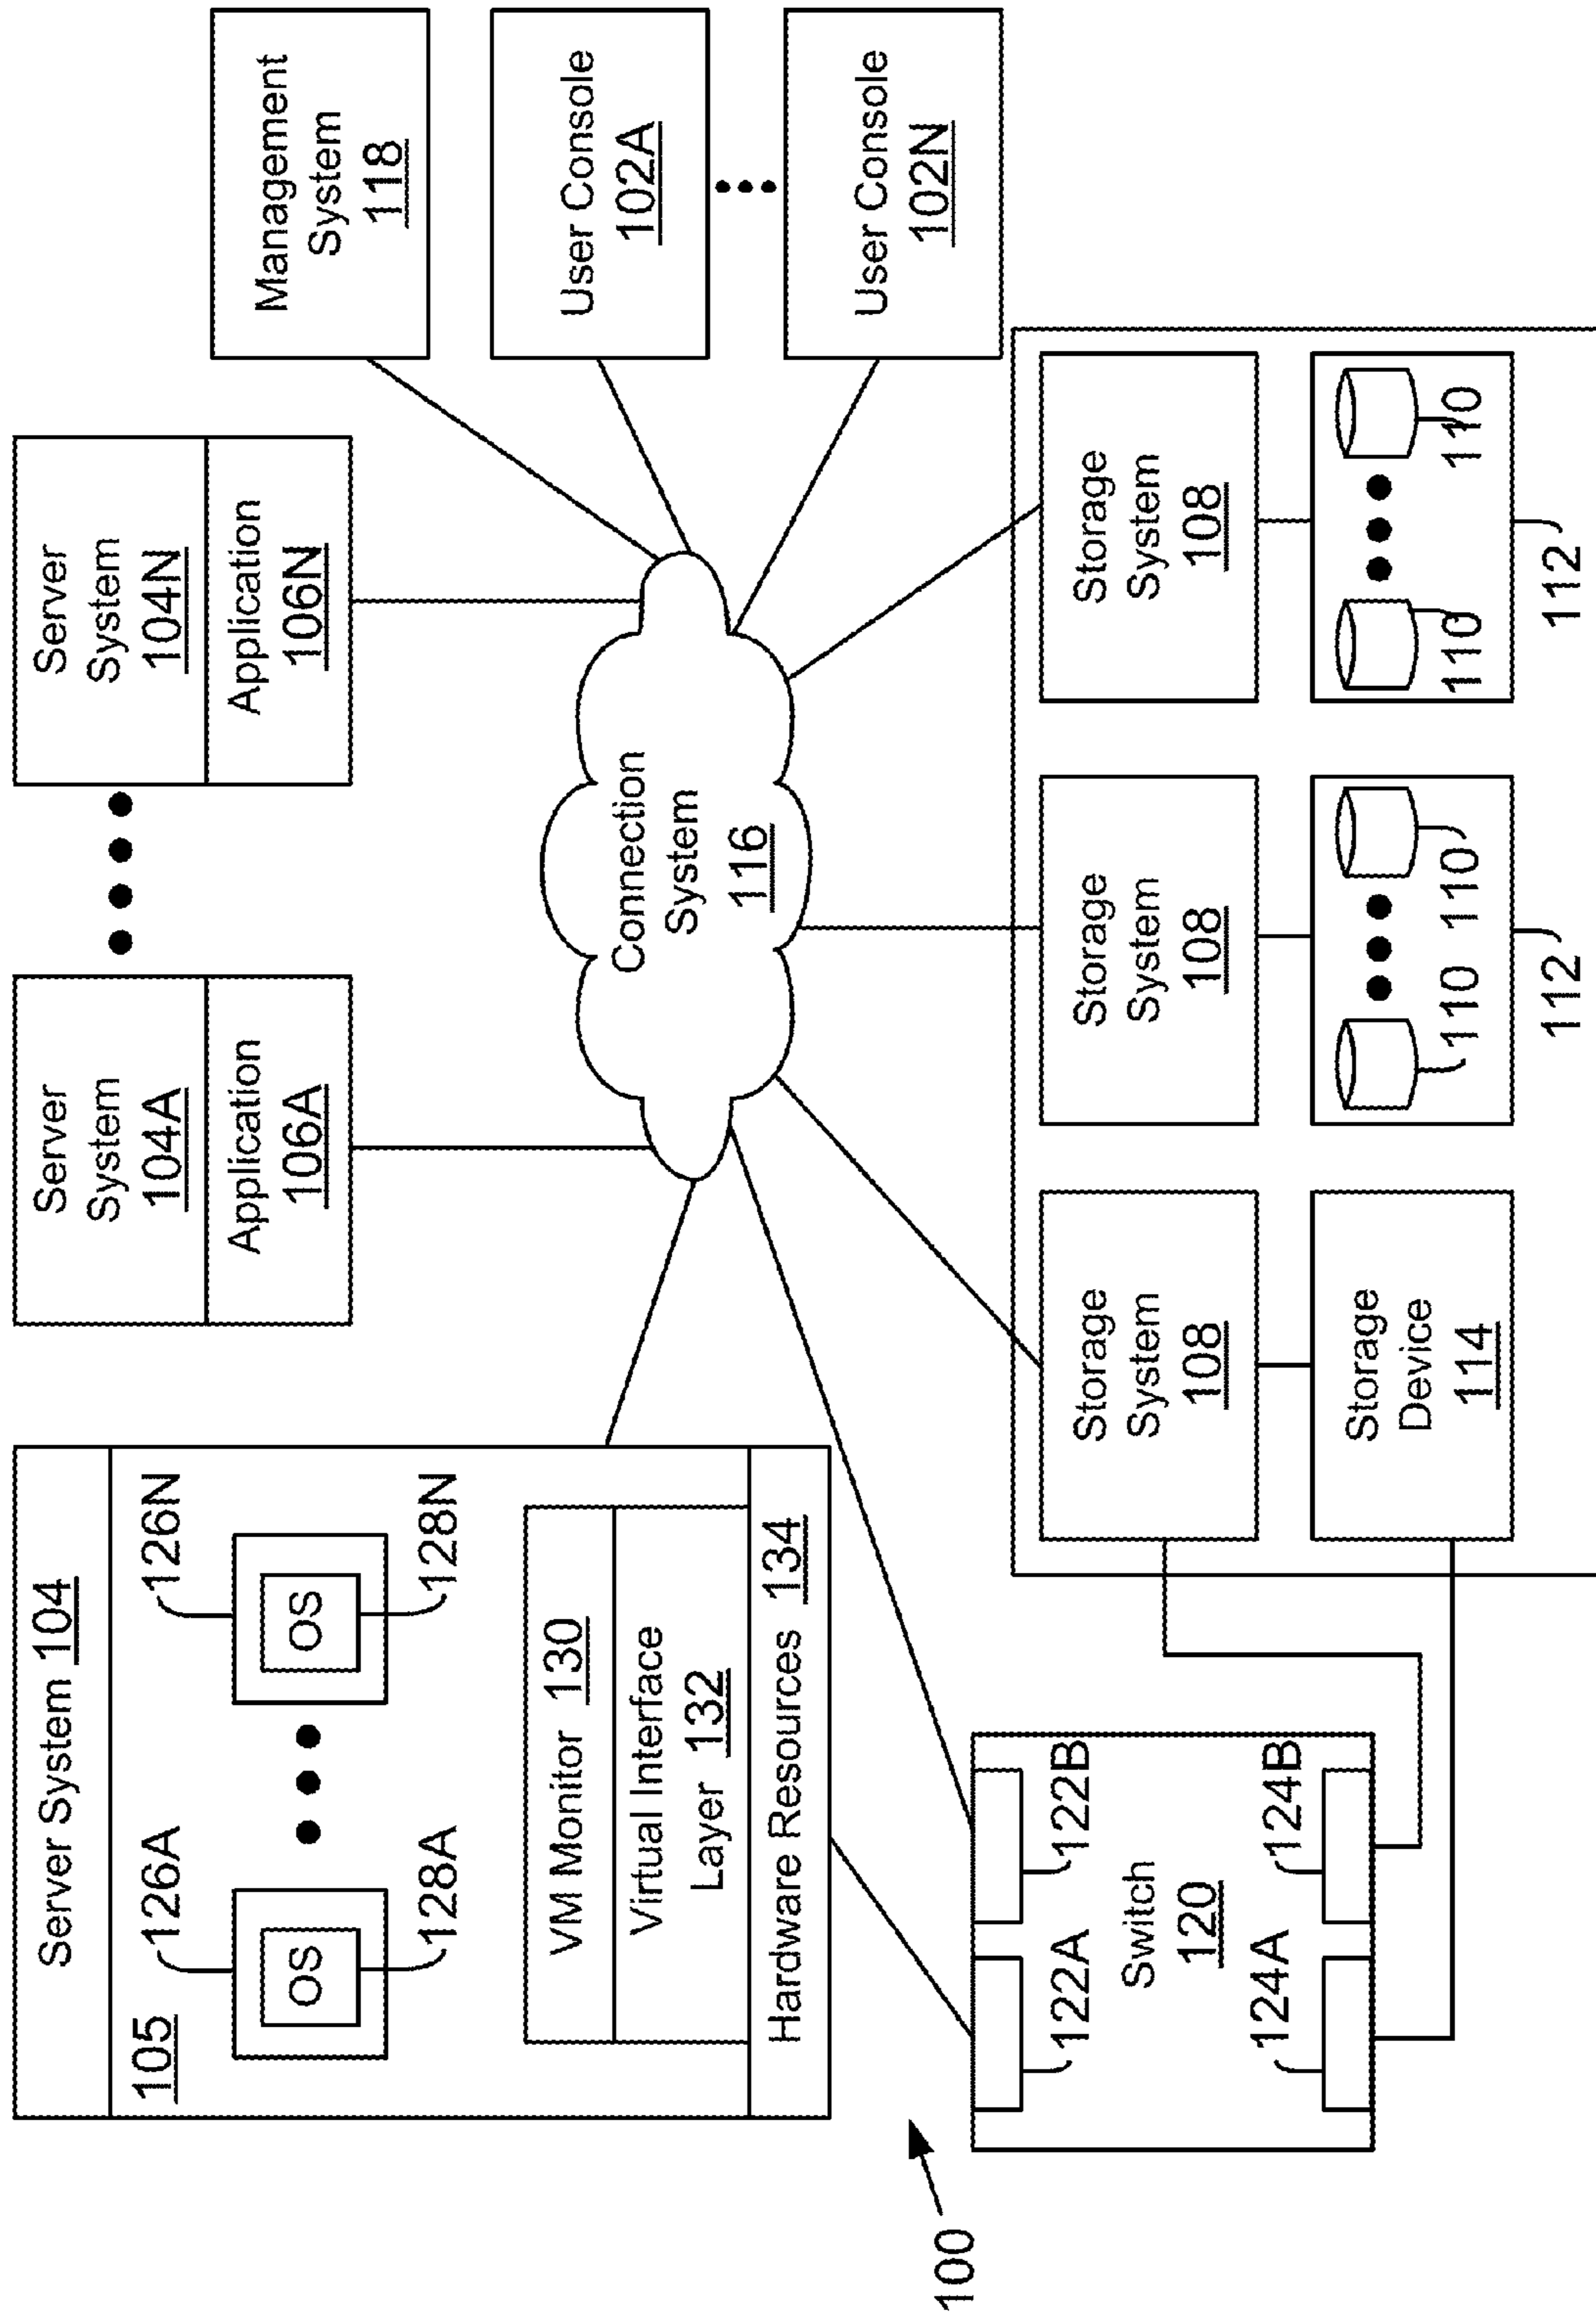 Server System 104
105
126A
126N
OS
OS
128A
128N
VM Monitor 130
Virtual Interface
Layer 132
Hardware Resources 134
Server
System
104A
Application
106A
Server
System
104N
Application
106N
Management
System
118
User Console
102A
User Console
102N
Connection
System
116
100
122A
122B
Switch
120
124A
124B
Storage
System
108
Storage
System
108
Storage
System
108
Storage
Device
114
110
110
110
110
112
112